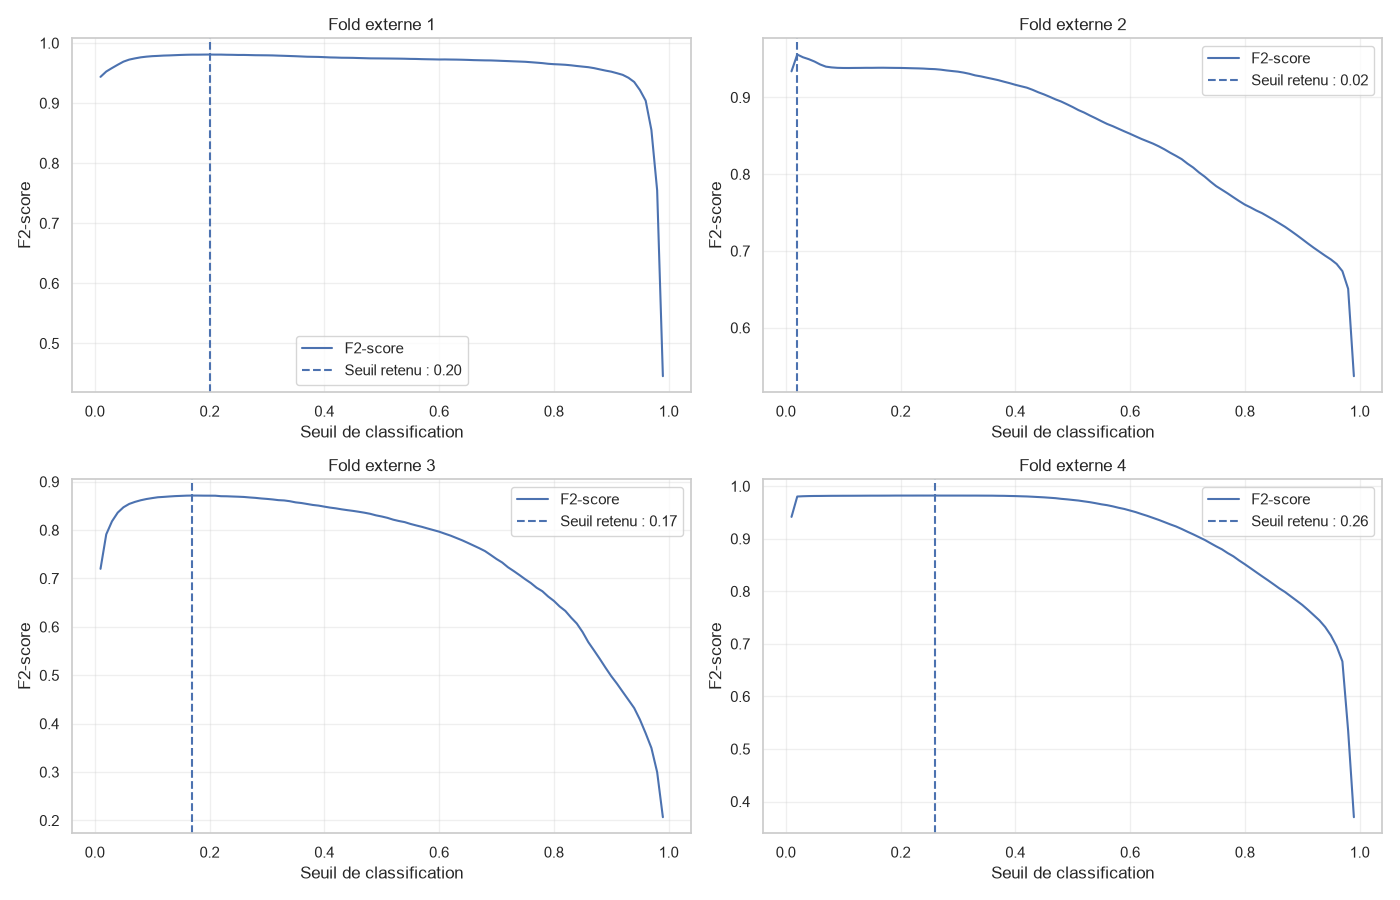 Fold externe 1
1.0
0.9
0.8
0.7
0.6
0.5
F2-score
F2-score
Seuil retenu : 0.20
0.0 0.2 0.4 0.6 0.8 1.0
Seuil de classification
Fold externe 2
0.9
0.8
0.7
0.6
F2-score
F2-score
Seuil retenu : 0.02
0.0 0.2 0.4 0.6 0.8 1.0
Seuil de classification
Fold externe 3
0.9
0.8
0.7
0.6
0.5
0.4
0.3
0.2
F2-score
F2-score
Seuil retenu : 0.17
0.0 0.2 0.4 0.6 0.8 1.0
Seuil de classification
Fold externe 4
1.0
0.9
0.8
0.7
0.6
0.5
0.4
F2-score
F2-score
Seuil retenu : 0.26
0.0 0.2 0.4 0.6 0.8 1.0
Seuil de classification